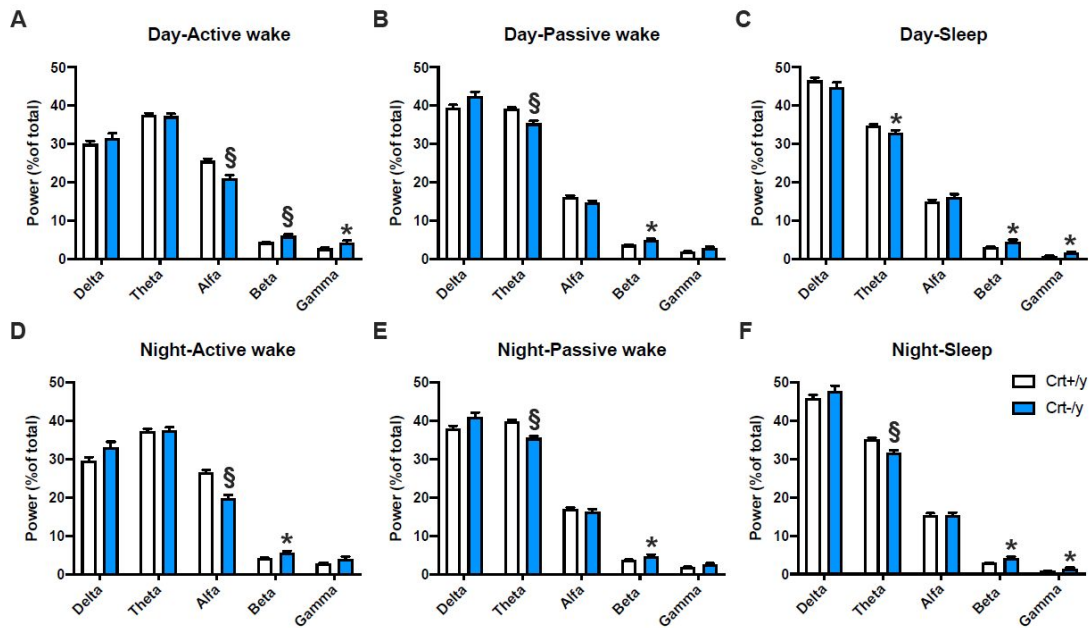 A
Day-Active wake
Power (%of total)
50
40
30
20
10
0
§
§
*
Delta
Theta
Alfa
Beta
Gamma
B
Day-Passive wake
Power (%of total)
50
40
30
20
10
0
§
*
Delta
Theta
Alfa
Beta
Gamma
C
Day-Sleep
Power (%of total)
50
40
30
20
10
0
*
*
*
Delta
Theta
Alfa
Beta
Gamma
D
Night-Active wake
Power (%of total)
50
40
30
20
10
0
§
*
Delta
Theta
Alfa
Beta
Gamma
E
Night-Passive wake
Power (%of total)
50
40
30
20
10
0
§
*
Delta
Theta
Alfa
Beta
Gamma
F
Night-Sleep
Power (%of total)
50
40
30
20
10
0
§
*
*
Crt+/y
Crt-/y
Delta
Theta
Alfa
Beta
Gamma